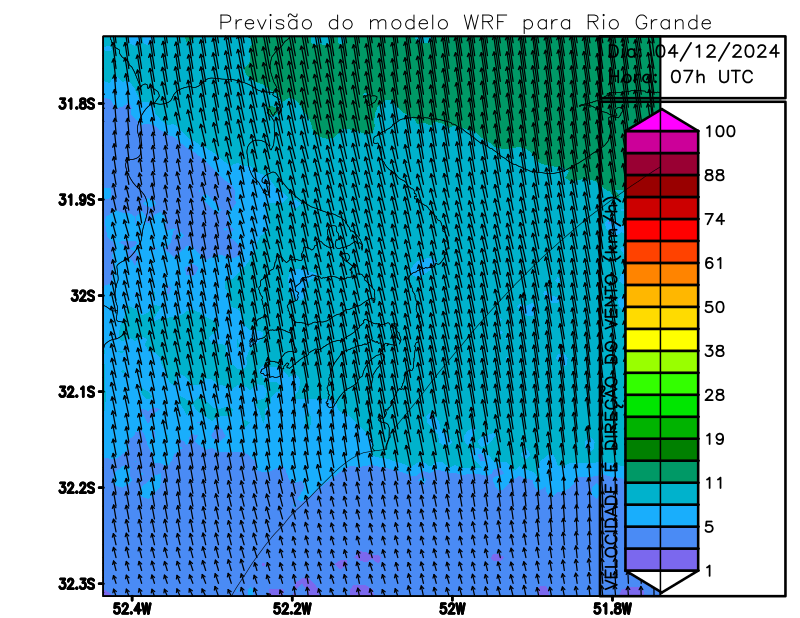 Previsão do modelo WRF para Rio Grande
Dia: 04/12/2024
Hora: 07h UTC
31.8S
31.9S
32S
32.1S
32.2S
32.3S
52.4W
52.2W
52W
51.8W
VELOCIDADE E DIREÇÃO DO VENTO (km/h)
100
88
74
61
50
38
28
19
11
5
1